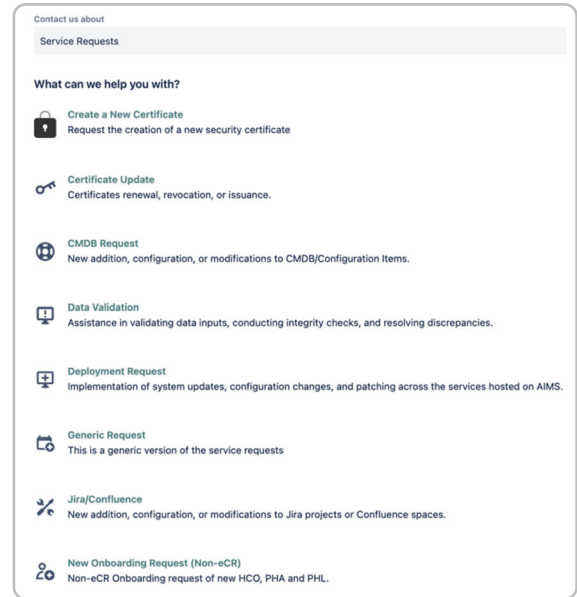 Contact us about
Service Requests
What can we help you with?
Create a New Certificate
Request the creation of a new security certificate
Certificate Update
Certificates renewal, revocation, or issuance.
CMDB Request
New addition, configuration, or modifications to CMDB/Configuration Items.
Data Validation
Assistance in validating data inputs, conducting integrity checks, and resolving discrepancies.
Deployment Request
Implementation of system updates, configuration changes, and patching across the services hosted on AIMS.
Generic Request
This is a generic version of the service requests
Jira/Confluence
New addition, configuration, or modifications to Jira projects or Confluence spaces.
New Onboarding Request (Non-eCR)
Non-eCR Onboarding request of new HCO, PHA and PHL.